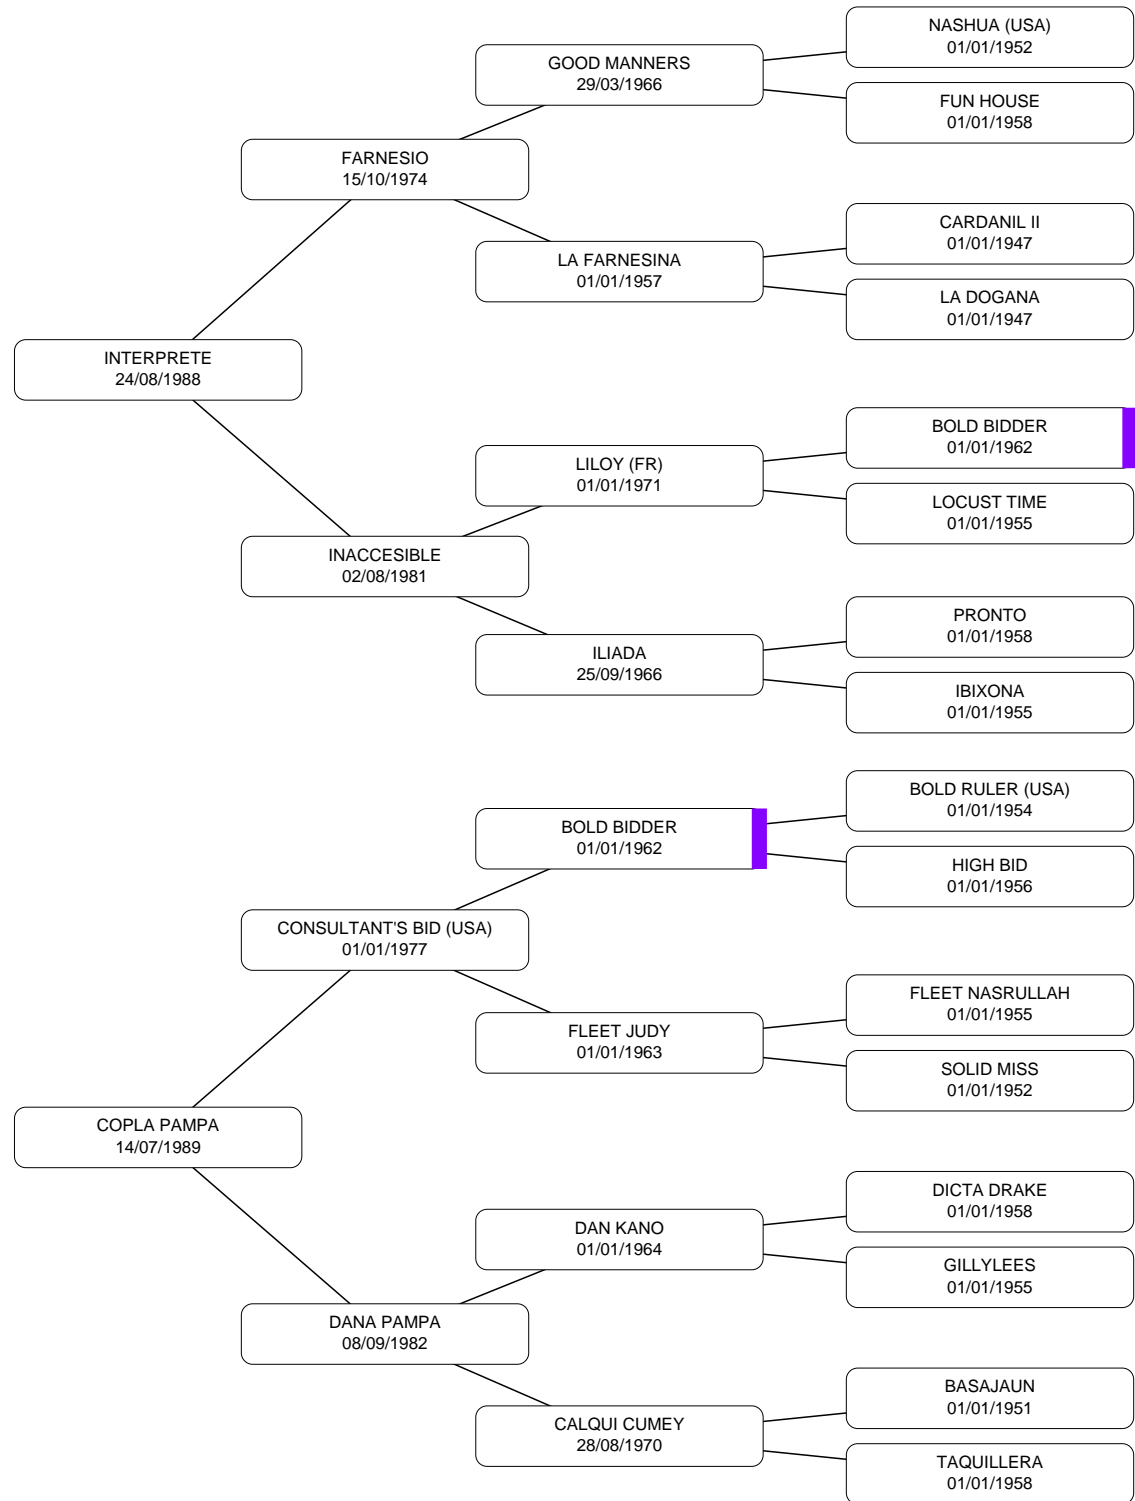 NASHUA (USA)
01/01/1952
GOOD MANNERS
29/03/1966
FUN HOUSE
01/01/1958
FARNESIO
15/10/1974
CARDANIL II
01/01/1947
LA FARNESINA
01/01/1957
LA DOGANA
01/01/1947
INTERPRETE
24/08/1988
BOLD BIDDER
01/01/1962
LILOY (FR)
01/01/1971
LOCUST TIME
01/01/1955
INACCESIBLE
02/08/1981
PRONTO
01/01/1958
ILIADA
25/09/1966
IBIXONA
01/01/1955
BOLD RULER (USA)
01/01/1954
BOLD BIDDER
01/01/1962
HIGH BID
01/01/1956
CONSULTANT'S BID (USA)
01/01/1977
FLEET NASRULLAH
01/01/1955
FLEET JUDY
01/01/1963
SOLID MISS
01/01/1952
COPLA PAMPA
14/07/1989
DICTA DRAKE
01/01/1958
DAN KANO
01/01/1964
GILLYLEES
01/01/1955
DANA PAMPA
08/09/1982
BASAJAUN
01/01/1951
CALQUI CUMEY
28/08/1970
TAQUILLERA
01/01/1958